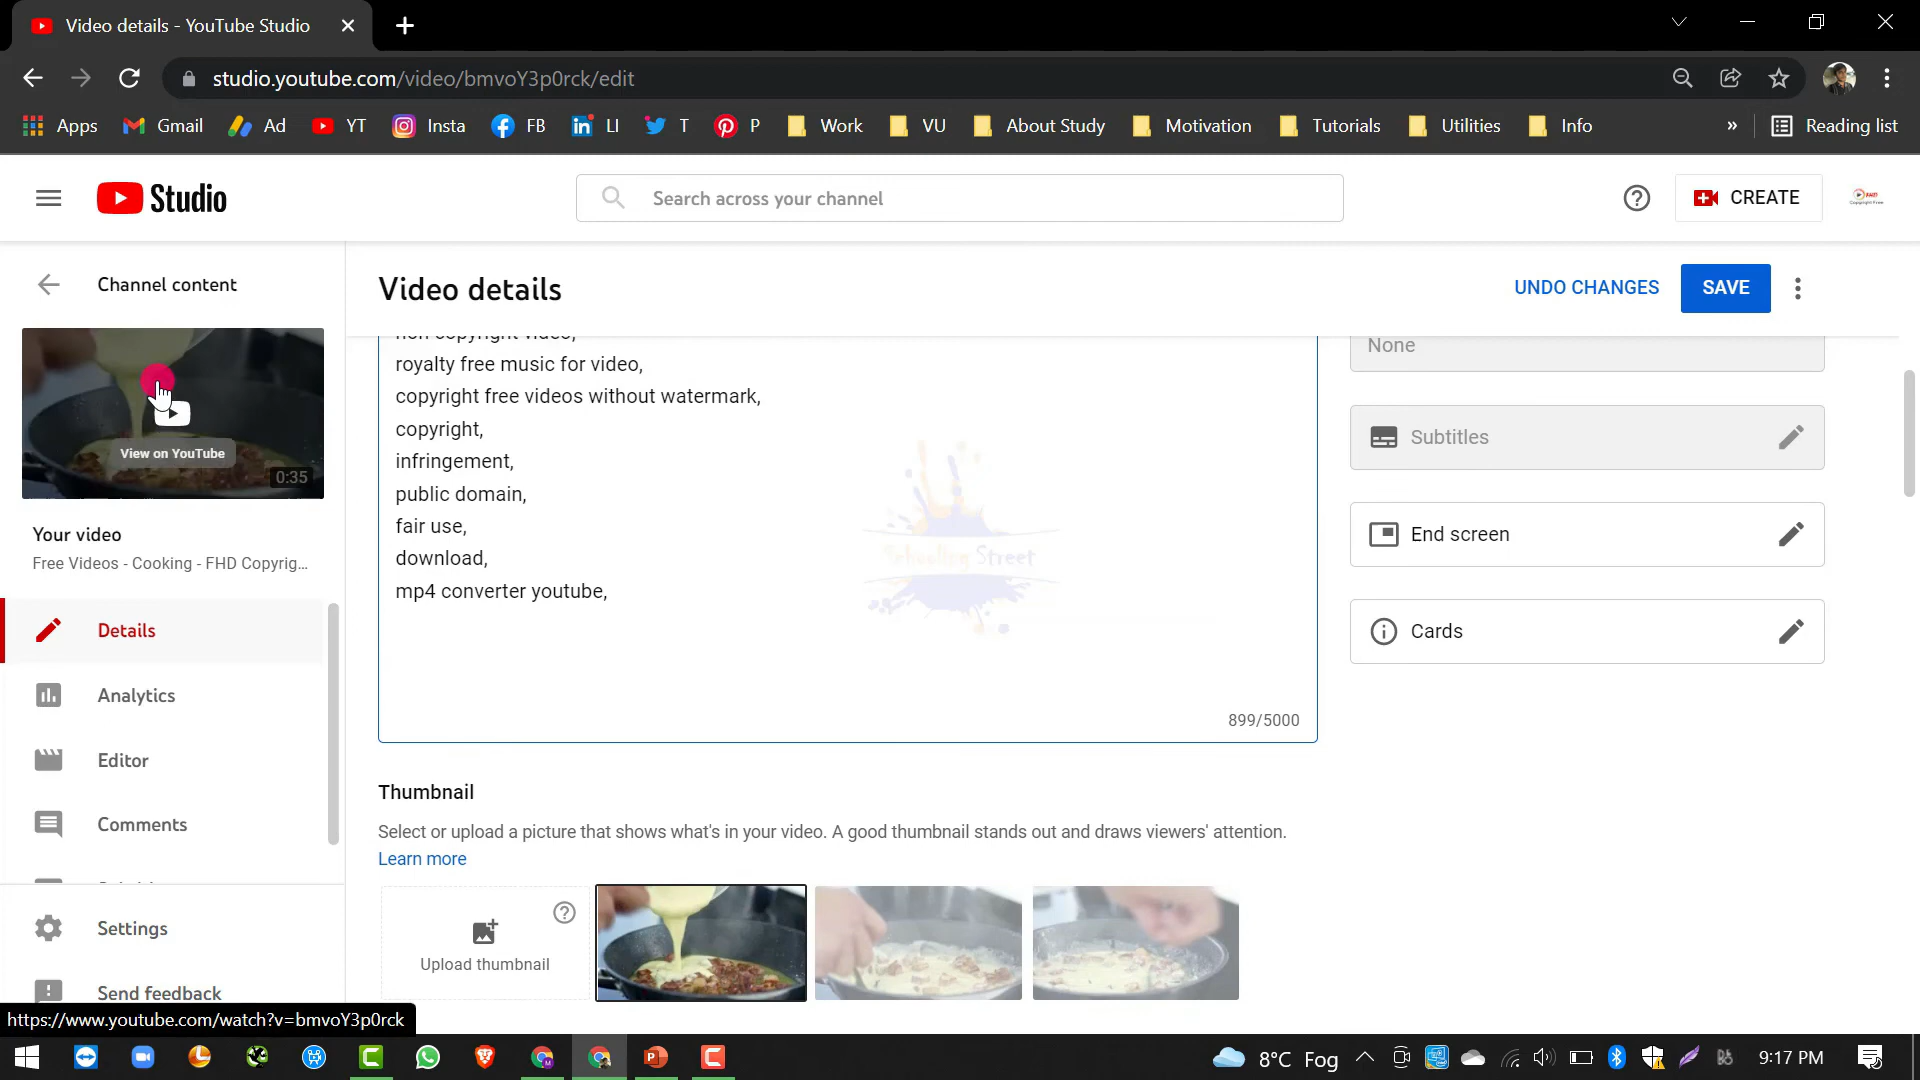 Video details - YouTube Studio
studio.youtube.com/video/bmvoY3p0rck/edit
Apps Gmail Ad YT Insta FB LI T P Work VU About Study Motivation Tutorials Utilities Info » Reading list
Studio
Search across your channel
CREATE
Channel content
Video details
UNDO CHANGES
SAVE
View on YouTube
0:35
Your video
Free Videos - Cooking - FHD Copyrig...
Details
Analytics
Editor
Comments
Settings
Send feedback
non copyright video,
royalty free music for video,
copyright free videos without watermark,
copyright,
infringement,
public domain,
fair use,
download,
mp4 converter youtube,
Schooling Street
899/5000
None
Subtitles
End screen
Cards
Thumbnail
Select or upload a picture that shows what's in your video. A good thumbnail stands out and draws viewers' attention.
Learn more
Upload thumbnail
https://www.youtube.com/watch?v=bmvoY3p0rck
8°C Fog
9:17 PM